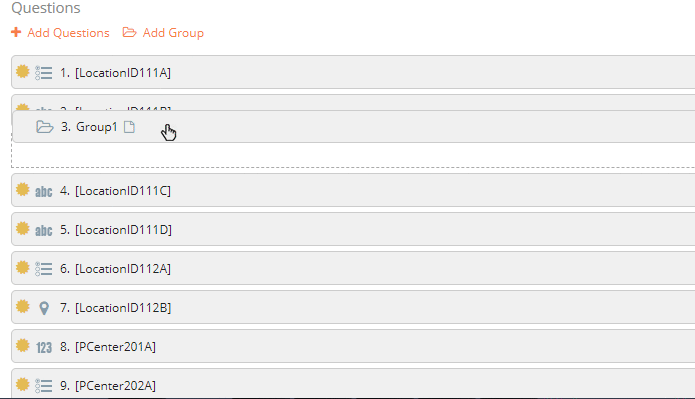 Questions
Add Questions Add Group
1. [LocationID111A]
abc 2. [LocationID111B]
3. Group1
abc 4. [LocationID111C]
abc 5. [LocationID111D]
6. [LocationID112A]
7. [LocationID112B]
123 8. [PCenter201A]
9. [PCenter202A]